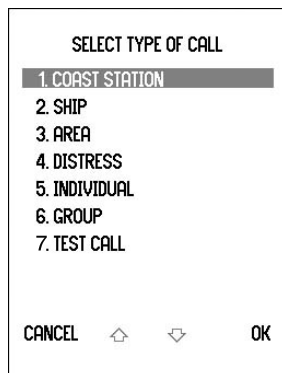 SELECT TYPE OF CALL
1. COAST STATION
2. SHIP
3. AREA
4. DISTRESS
5. INDIVIDUAL
6. GROUP
7. TEST CALL
CANCEL OK